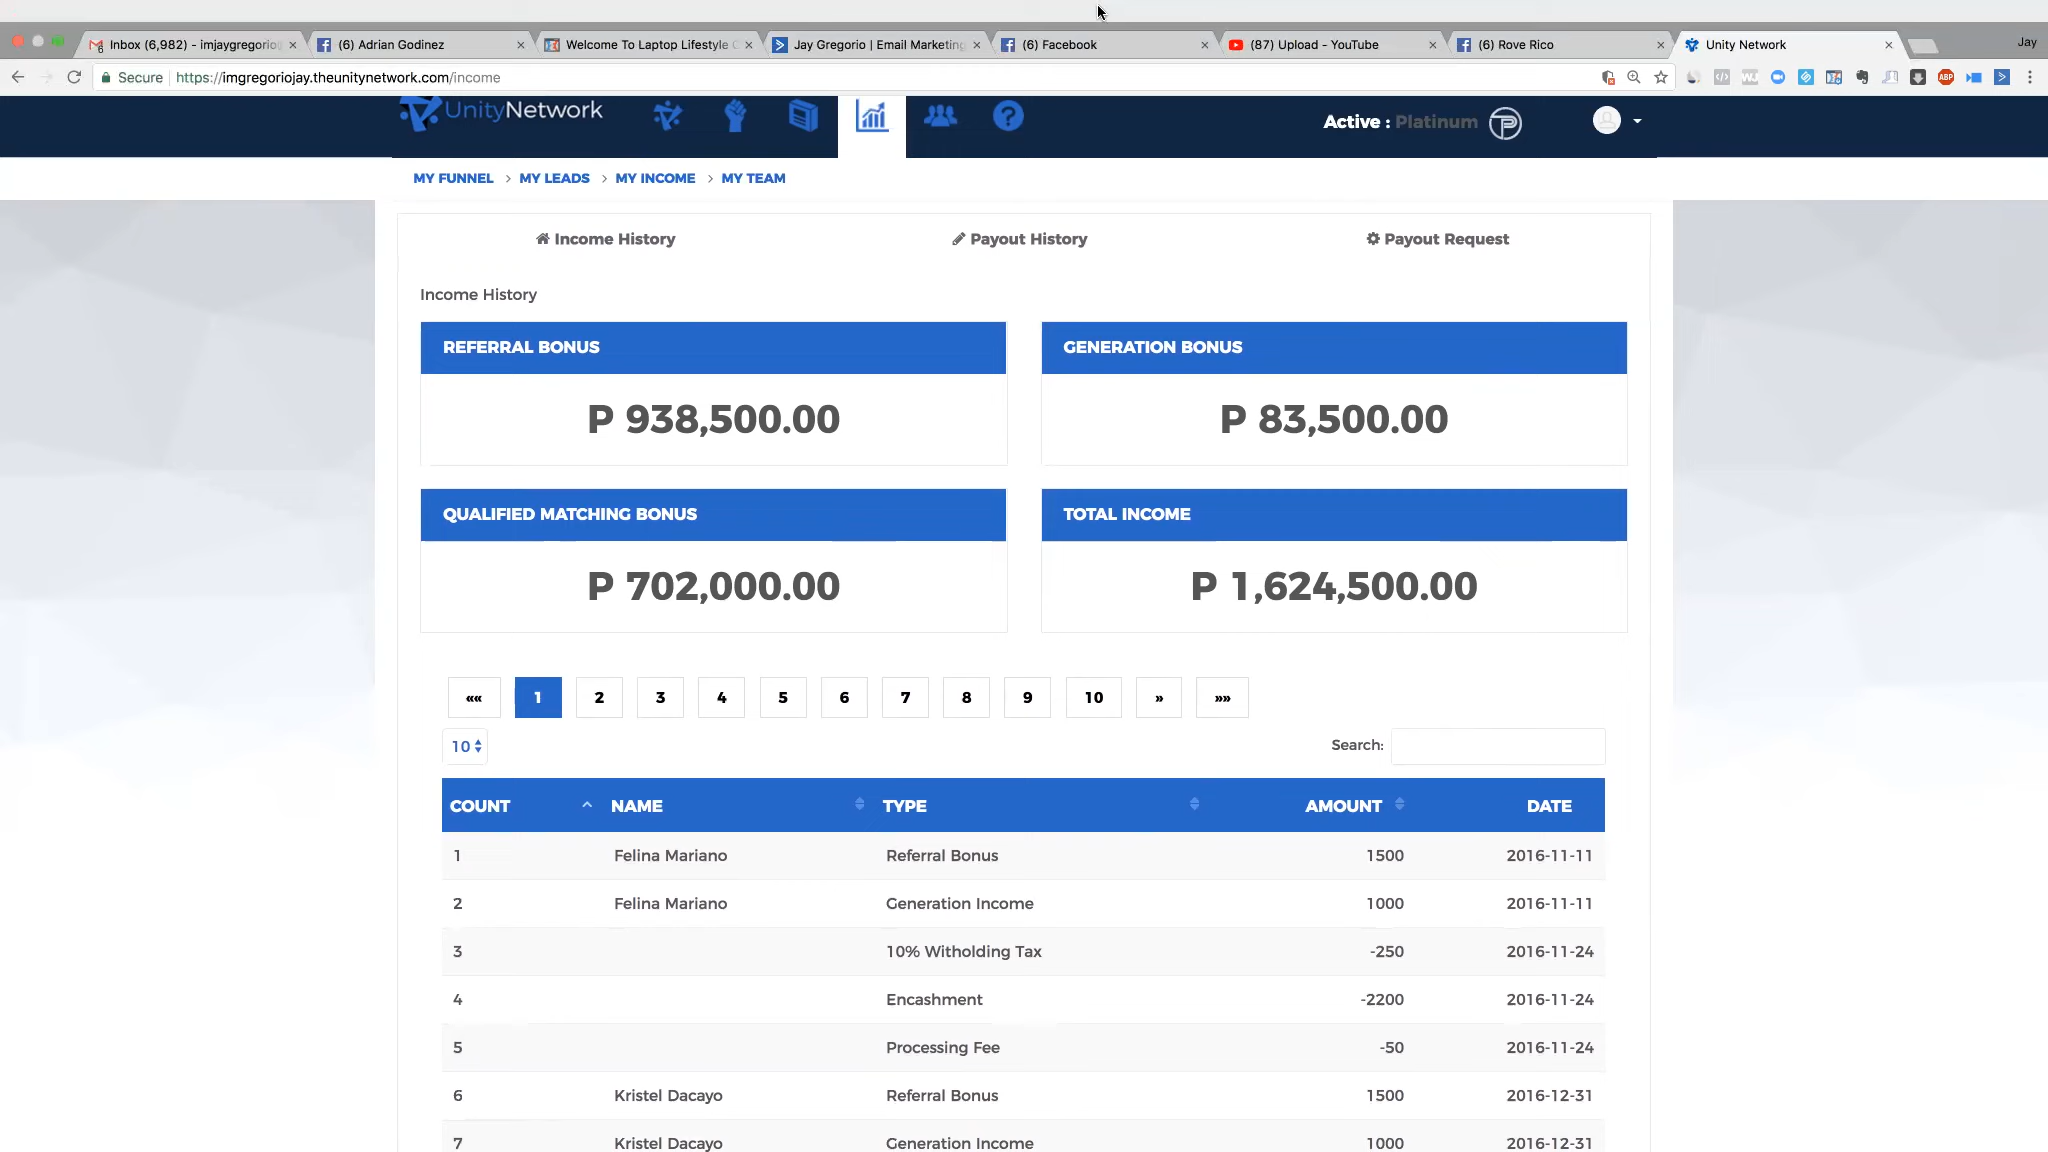 Inbox (6,982) - imjaygregorio
(6) Adrian Godinez
Welcome To Laptop Lifestyle
Jay Gregorio | Email Marketing
(6) Facebook
(87) Upload - YouTube
(6) Rove Rico
Unity Network
Jay
Secure https://imgregoriojay.theunitynetwork.com/income
ABP
UnityNetwork
Active : Platinum
MY FUNNEL > MY LEADS > MY INCOME > MY TEAM
Income History
Payout History
Payout Request
Income History
REFERRAL BONUS
GENERATION BONUS
P 938,500.00
P 83,500.00
QUALIFIED MATCHING BONUS
TOTAL INCOME
P 702,000.00
P 1,624,500.00
«« 1 2 3 4 5 6 7 8 9 10 » »»
10
Search:
COUNT NAME TYPE AMOUNT DATE
1 Felina Mariano Referral Bonus 1500 2016-11-11
2 Felina Mariano Generation Income 1000 2016-11-11
3 10% Witholding Tax -250 2016-11-24
4 Encashment -2200 2016-11-24
5 Processing Fee -50 2016-11-24
6 Kristel Dacayo Referral Bonus 1500 2016-12-31
7 Kristel Dacayo Generation Income 1000 2016-12-31